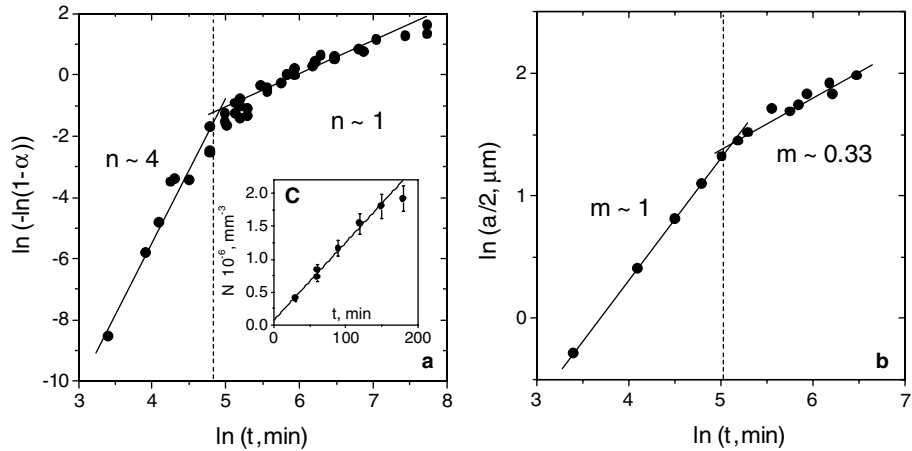 2
0
-2
-4
-6
-8
-10
3 4 5 6 7 8
ln (-ln(1-α))
ln (t,min)
n ~ 4
n ~ 1
a
C
2.0
1.5
1.0
0.5
0.0
0 100 200
N 10⁻⁶, mm⁻³
t, min
2
1
0
3 4 5 6 7
ln (a/2, μm)
ln (t,min)
m ~ 1
m ~ 0.33
b